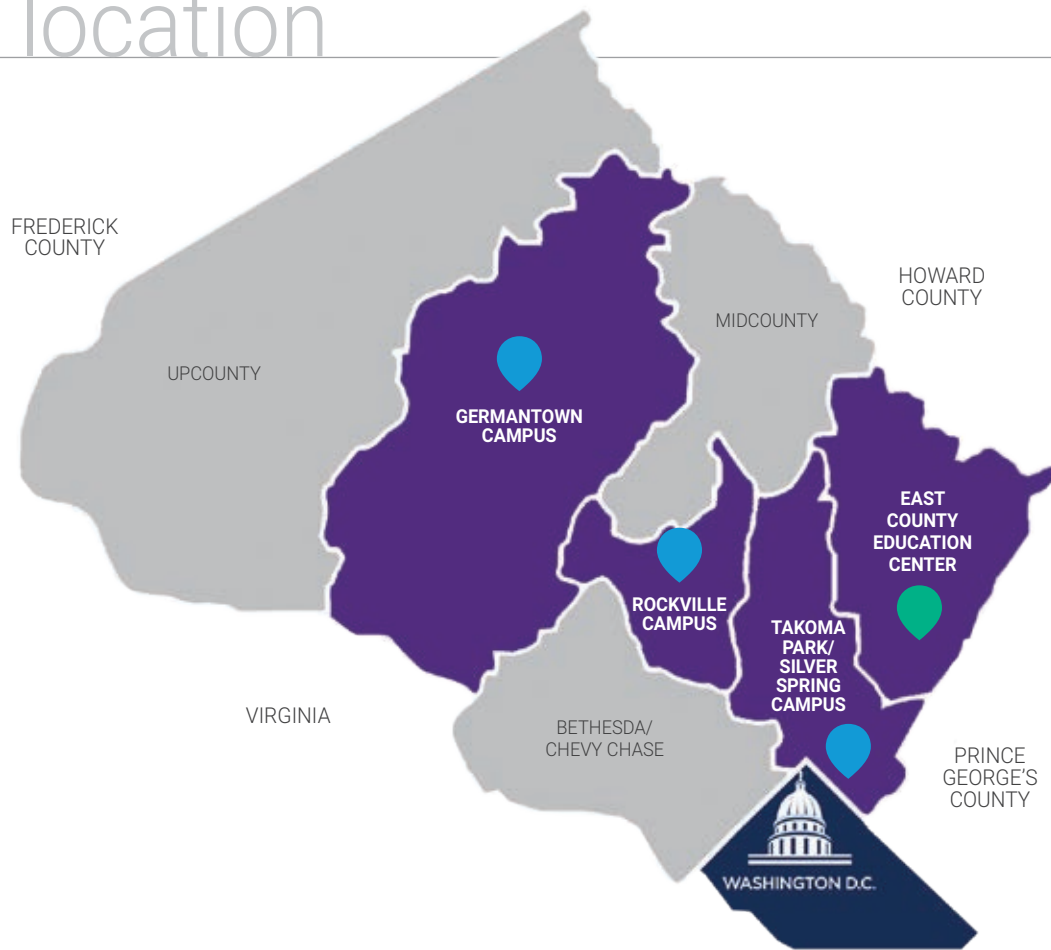 location
FREDERICK
COUNTY
HOWARD
COUNTY
MIDCOUNTY
UPCOUNTY
GERMANTOWN
CAMPUS
EAST
COUNTY
EDUCATION
CENTER
ROCKVILLE
CAMPUS
TAKOMA
PARK/
SILVER
SPRING
CAMPUS
VIRGINIA
BETHESDA/
CHEVY CHASE
PRINCE
GEORGE'S
COUNTY
WASHINGTON D.C.